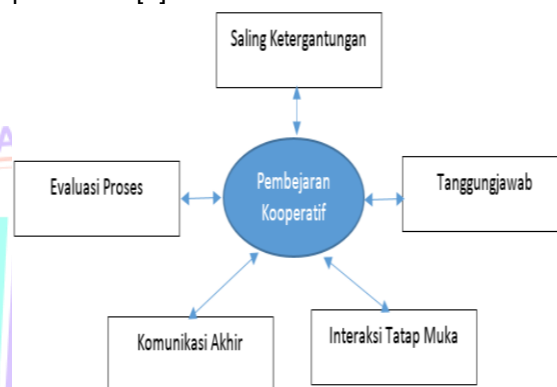 Saling Ketergantungan
Evaluasi Proses
Pembejaran
Kooperatif
Tanggungjawab
Komunikasi Akhir
Interaksi Tatap Muka